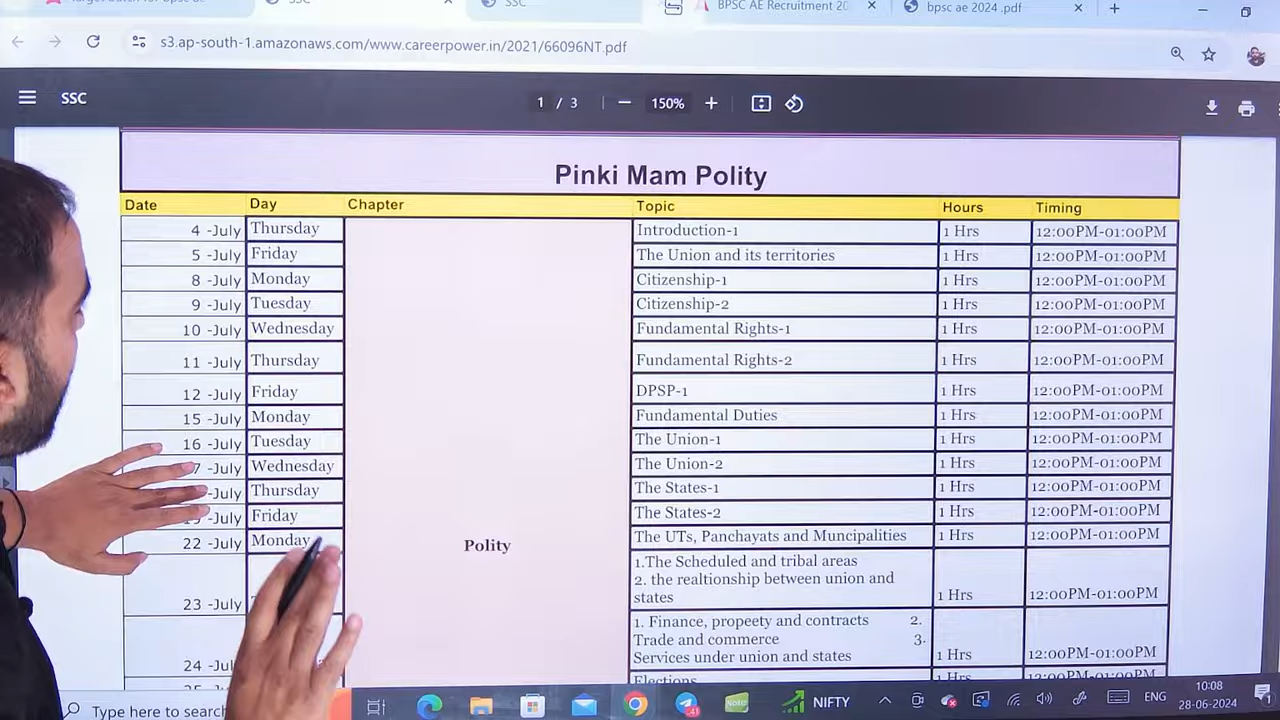 SSC
SSC
BPSC AE Recruitment 20
bpsc ae 2024 .pdf
s3.ap-south-1.amazonaws.com/www.careerpower.in/2021/66096NT.pdf
SSC
1 / 3
150%
Pinki Mam Polity
Date Day Chapter Topic Hours Timing
4 -July Thursday Introduction-1 1 Hrs 12:00PM-01:00PM
5 -July Friday The Union and its territories 1 Hrs 12:00PM-01:00PM
8 -July Monday Citizenship-1 1 Hrs 12:00PM-01:00PM
9 -July Tuesday Citizenship-2 1 Hrs 12:00PM-01:00PM
10 -July Wednesday Fundamental Rights-1 1 Hrs 12:00PM-01:00PM
11 -July Thursday Fundamental Rights-2 1 Hrs 12:00PM-01:00PM
12 -July Friday DPSP-1 1 Hrs 12:00PM-01:00PM
15 -July Monday Fundamental Duties 1 Hrs 12:00PM-01:00PM
16 -July Tuesday The Union-1 1 Hrs 12:00PM-01:00PM
7 -July Wednesday The Union-2 1 Hrs 12:00PM-01:00PM
-July Thursday The States-1 1 Hrs 12:00PM-01:00PM
-July Friday The States-2 1 Hrs 12:00PM-01:00PM
22 -July Monday Polity The UTs, Panchayats and Muncipalities 1 Hrs 12:00PM-01:00PM
1.The Scheduled and tribal areas
2. the realtionship between union and
23 -July states 1 Hrs 12:00PM-01:00PM
1. Finance, propeety and contracts 2.
Trade and commerce 3.
24 -July Services under union and states 1 Hrs 12:00PM-01:00PM
Elections
Type here to search
NIFTY
ENG
10:08
28-06-2024